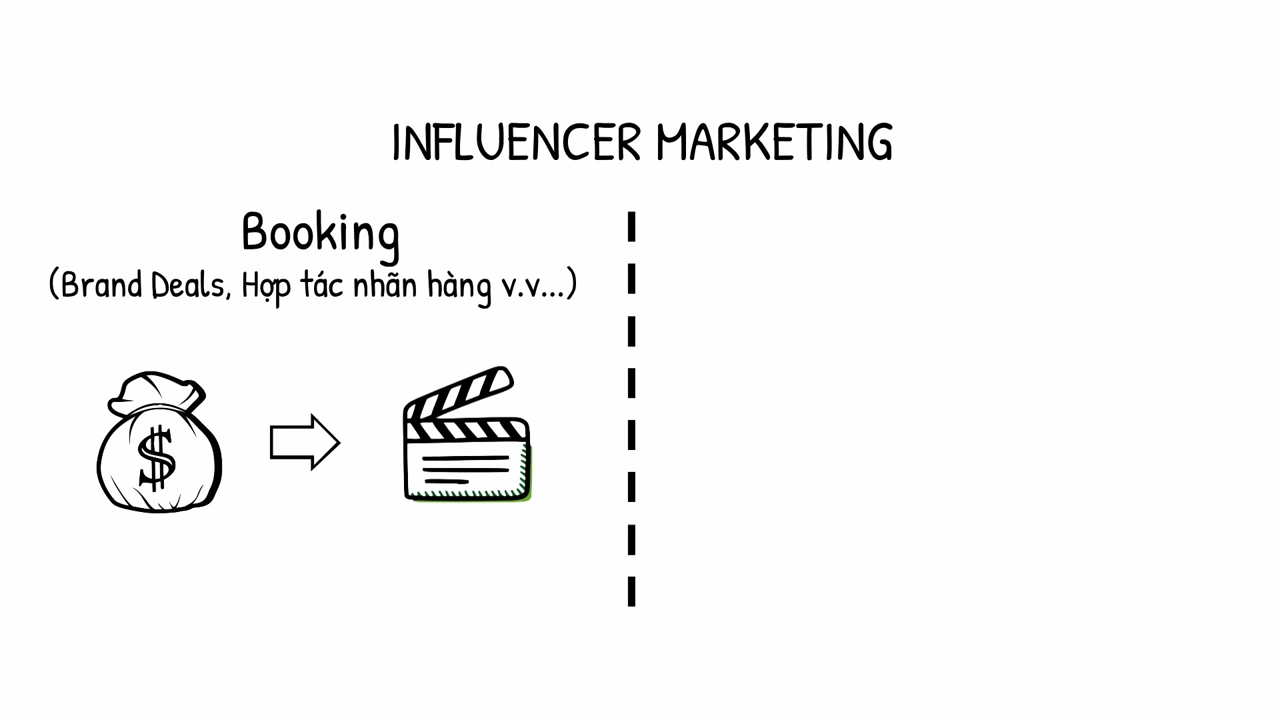 INFLUENCER MARKETING
Booking
(Brand Deals, Hợp tác nhãn hàng v.v...)
$